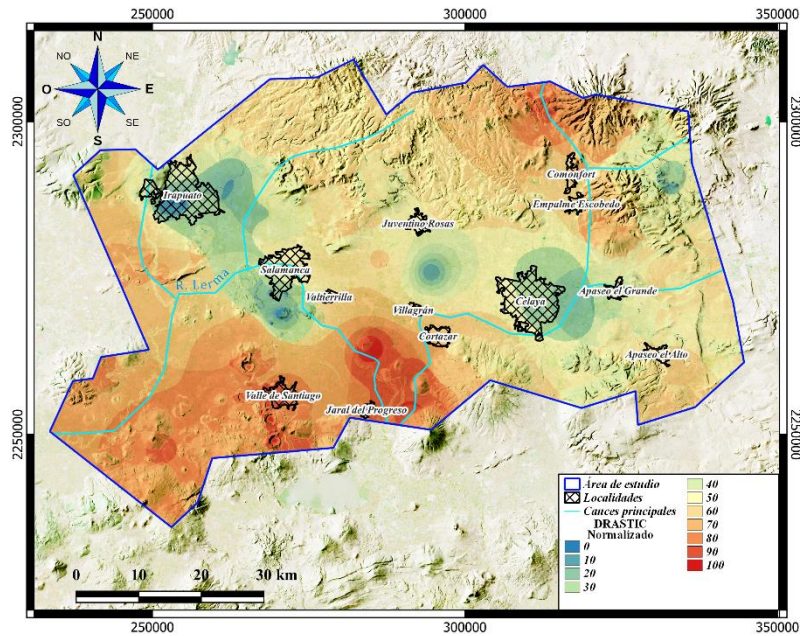 250000
300000
350000
N
NO
NE
O
E
SO
SE
S
2300000
2300000
Comonfort
Empalme Escobedo
Irapuato
Juventino Rosas
Salamanca
R. Lerma
Valtierrilla
Apaseo el Grande
Celaya
Villagrán
Cortazar
Apaseo el Alto
Valle de Santiago
Jaral del Progreso
2250000
2250000
Área de estudio
Localidades
Cauces principales
DRASTIC
Normalizado
0
10
20
30
40
50
60
70
80
90
100
0 10 20 30 km
250000
300000
350000